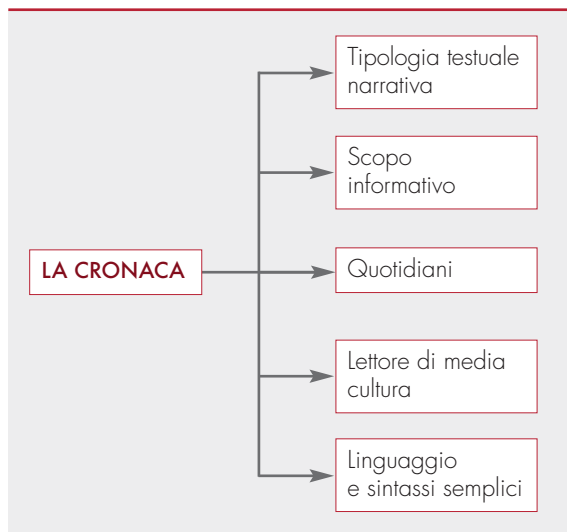 Tipologia testuale
narrativa
Scopo
informativo
LA CRONACA
Quotidiani
Lettore di media
cultura
Linguaggio
e sintassi semplici